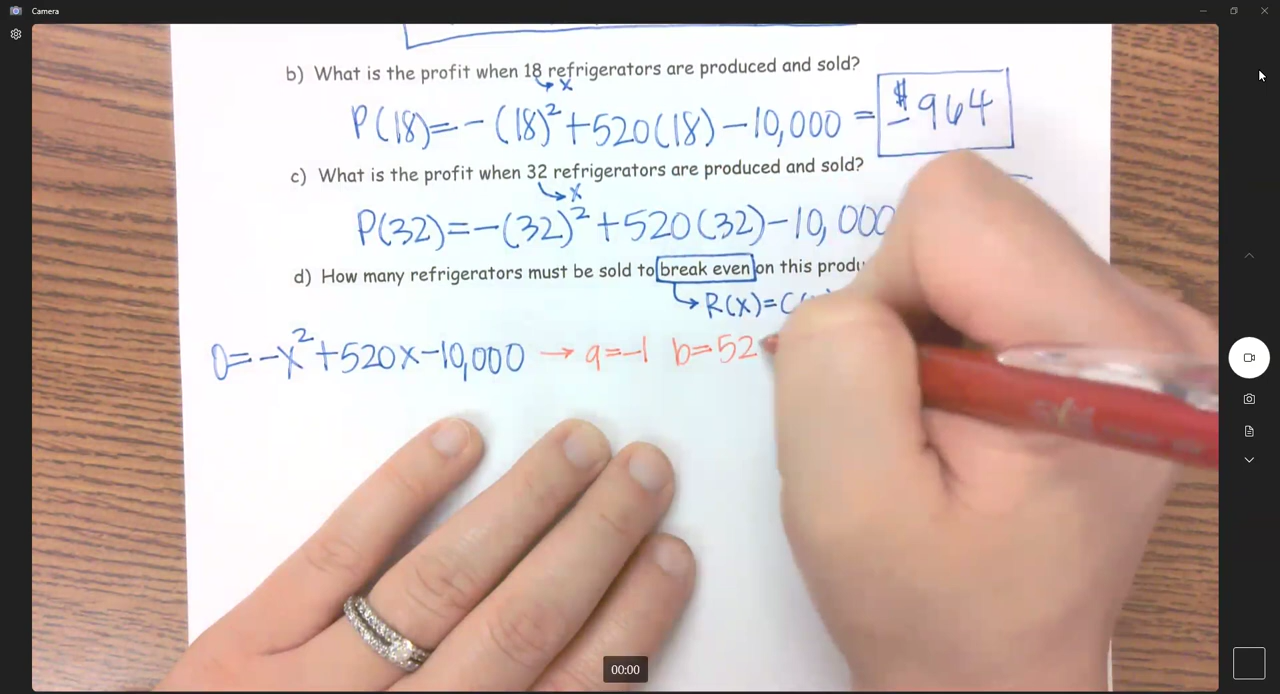 Camera
b) What is the profit when 18 refrigerators are produced and sold?
x
P(18)=-(18)²+520(18)-10,000 = $-964
c) What is the profit when 32 refrigerators are produced and sold?
x
P(32)=-(32)²+520(32)-10,000
d) How many refrigerators must be sold to break even on this
R(x)=C
0=-x²+520x-10,000 → a=-1 b=52
00:00